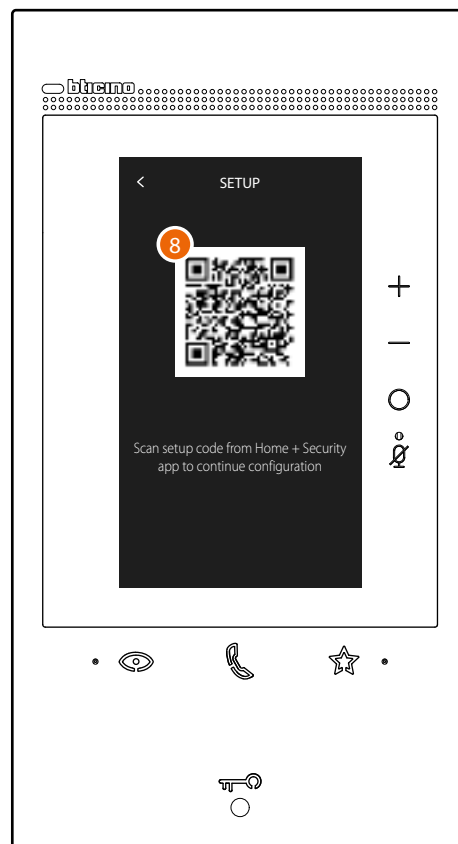 bticino
< SETUP
8
Scan setup code from Home + Security
app to continue configuration